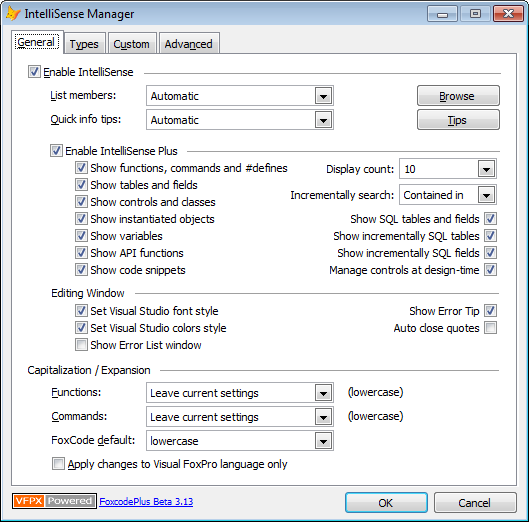 IntelliSense Manager
General Types Custom Advanced
Enable IntelliSense
List members: Automatic Browse
Quick info tips: Automatic Tips
Enable IntelliSense Plus
Show functions, commands and #defines Display count: 10
Show tables and fields
Show controls and classes Incrementally search: Contained in
Show instantiated objects Show SQL tables and fields
Show variables Show incrementally SQL tables
Show API functions Show incrementally SQL fields
Show code snippets Manage controls at design-time
Editing Window
Set Visual Studio font style Show Error Tip
Set Visual Studio colors style Auto close quotes
Show Error List window
Capitalization / Expansion
Functions: Leave current settings (lowercase)
Commands: Leave current settings (lowercase)
FoxCode default: lowercase
Apply changes to Visual FoxPro language only
VFPX Powered FoxcodePlus Beta 3.13 OK Cancel